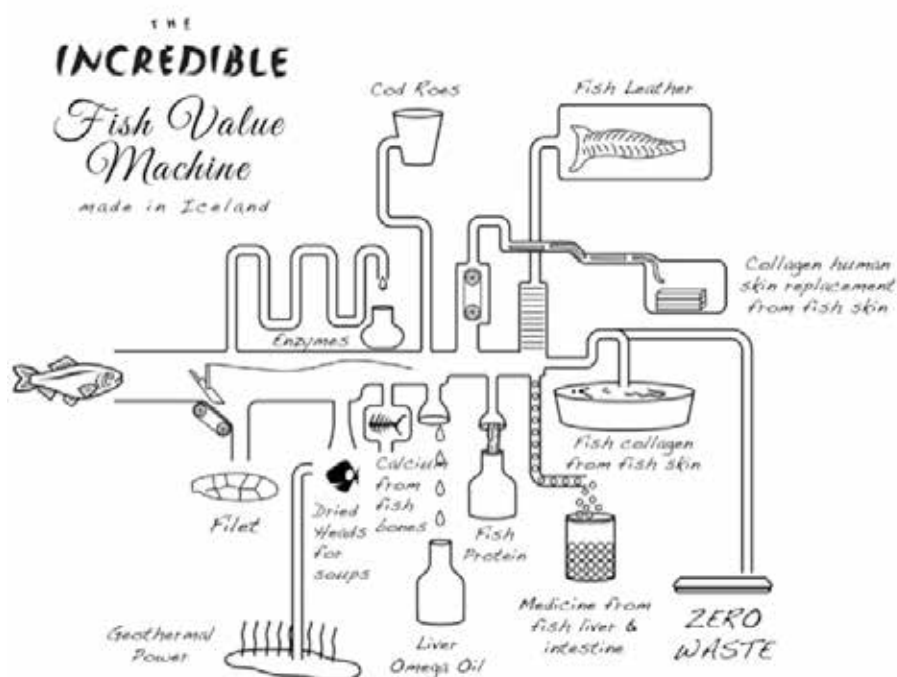 THE
INCREDIBLE
Fish Value
Machine
made in Iceland
Cod Roes
Fish Leather
Collagen human
skin replacement
from fish skin
Enzymes
Fish collagen
from fish skin
Filet
Dried
Heads
for
soups
Calcium
from
fish
bones
Fish
Protein
Medicine from
fish liver &
intestine
ZERO
WASTE
Geothermal
Power
Liver
Omega Oil